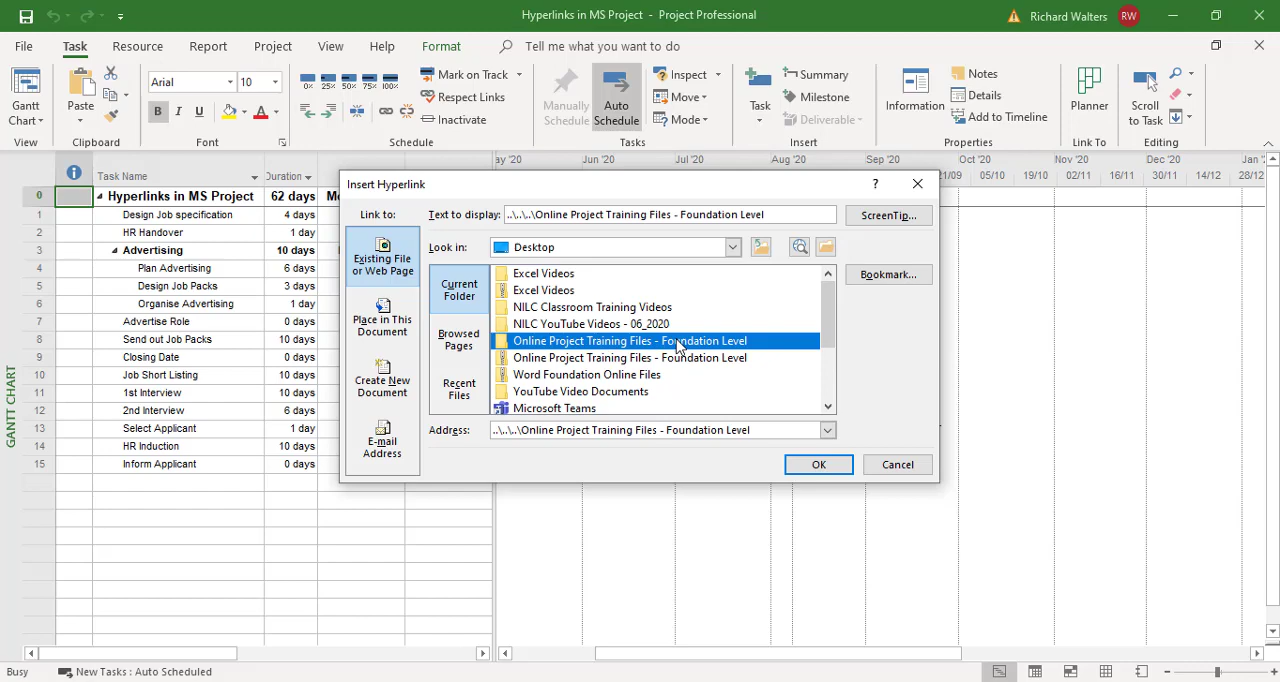 Hyperlinks in MS Project - Project Professional
Richard Walters RW
File Task Resource Report Project View Help Format Tell me what you want to do
Gantt Chart
View
Paste
Clipboard
Arial 10
B I U
Font
0% 25% 50% 75% 100%
Mark on Track
Respect Links
Inactivate
Schedule
Manually Schedule
Auto Schedule
Inspect
Move
Mode
Tasks
Task
Summary
Milestone
Deliverable
Insert
Information
Notes
Details
Add to Timeline
Properties
Planner
Link To
Scroll to Task
Editing
ay '20 Jun '20 Jul '20 Aug '20 Sep '20 Oct '20 Nov '20 Dec '20 Jan '
21/09 05/10 19/10 02/11 16/11 30/11 14/12 28/12
Task Name Duration
0 Hyperlinks in MS Project 62 days
1 Design Job specification 4 days
2 HR Handover 1 day
3 Advertising 10 days
4 Plan Advertising 6 days
5 Design Job Packs 3 days
6 Organise Advertising 1 day
7 Advertise Role 0 days
8 Send out Job Packs 10 days
9 Closing Date 0 days
10 Job Short Listing 10 days
11 1st Interview 10 days
12 2nd Interview 6 days
13 Select Applicant 1 day
14 HR Induction 10 days
15 Inform Applicant 0 days
GANTT CHART
Insert Hyperlink
?
Link to:
Text to display: ..\..\..\Online Project Training Files - Foundation Level
ScreenTip...
Existing File or Web Page
Place in This Document
Create New Document
E-mail Address
Look in: Desktop
Bookmark...
Current Folder
Browsed Pages
Recent Files
Excel Videos
Excel Videos
NILC Classroom Training Videos
NILC YouTube Videos - 06_2020
Online Project Training Files - Foundation Level
Online Project Training Files - Foundation Level
Word Foundation Online Files
YouTube Video Documents
Microsoft Teams
Address: ..\..\..\Online Project Training Files - Foundation Level
OK Cancel
Busy New Tasks : Auto Scheduled